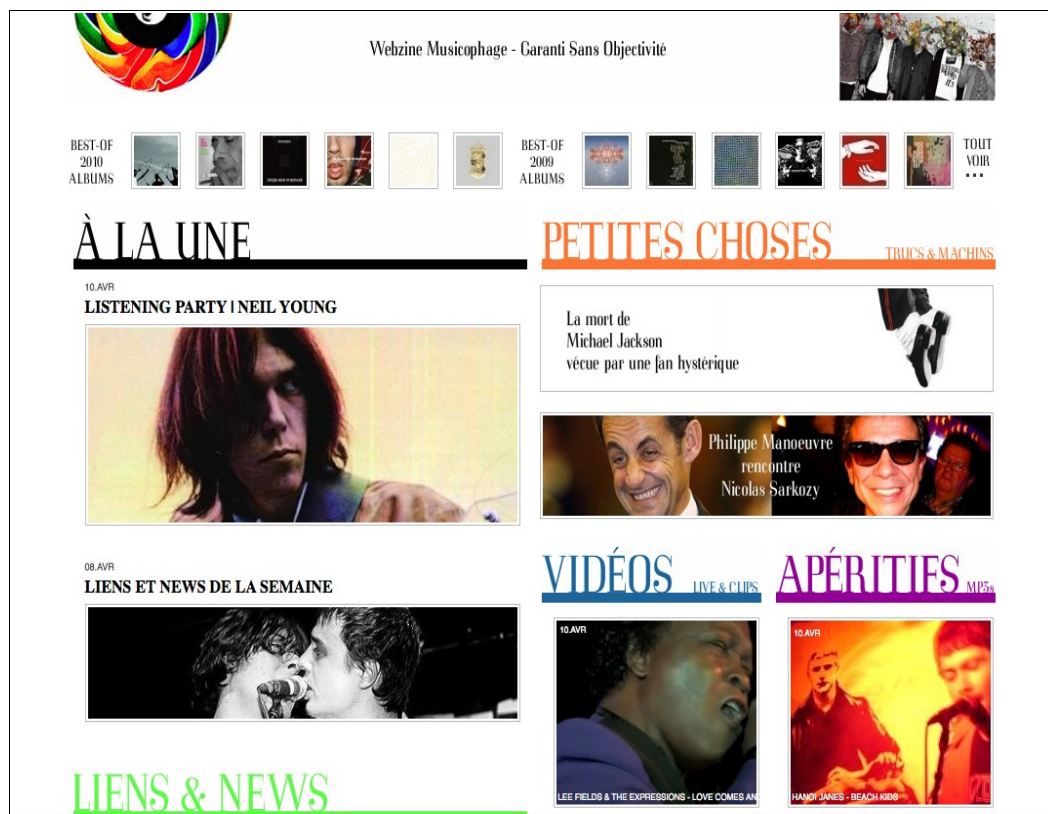 Webzine Musicophage - Garanti Sans Objectivité
BEST-OF
2010
ALBUMS
BEST-OF
2009
ALBUMS
TOUT
VOIR
...
À LA UNE
10.AVR
LISTENING PARTY | NEIL YOUNG
08.AVR
LIENS ET NEWS DE LA SEMAINE
LIENS & NEWS
PETITES CHOSES
TRUCS & MACHINS
La mort de
Michael Jackson
vécue par une fan hystérique
Philippe Manoeuvre
rencontre
Nicolas Sarkozy
VIDÉOS
LIVE & CLIPS
10.AVR
LEE FIELDS & THE EXPRESSIONS - LOVE COMES AN
APÉRITIFS
MP3s
10.AVR
HANOI JANES - BEACH KIDS